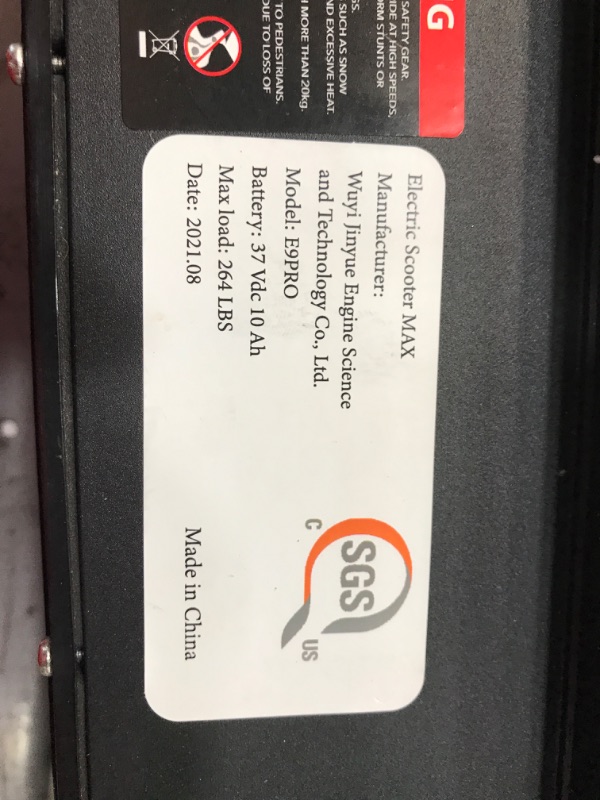 G
SAFETY GEAR.
IDE AT HIGH SPEEDS,
RM STUNTS OR
SUCH AS SNOW
ND EXCESSIVE HEAT.
MORE THAN 20kg.
TO PEDESTRIANS.
DUE TO LOSS OF
Electric Scooter MAX
Manufacturer:
Wuyi Jinyue Engine Science
and Technology Co., Ltd.
Model: E9PRO
Battery: 37 Vdc 10 Ah
Max load: 264 LBS
Date: 2021.08
SGS
C US
Made in China